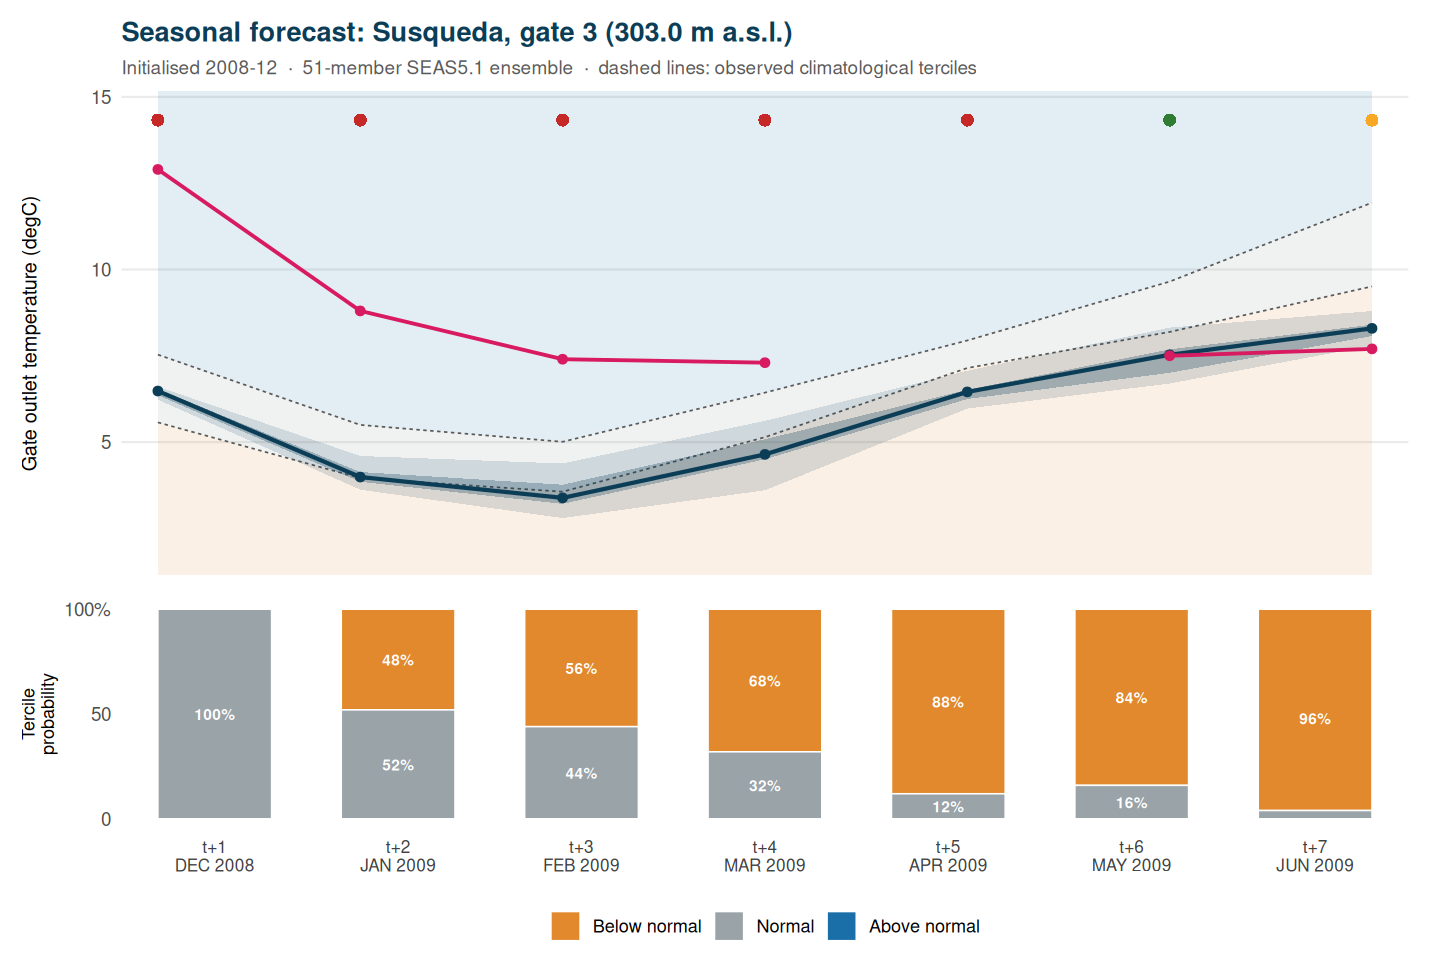 Seasonal forecast: Susqueda, gate 3 (303.0 m a.s.l.)
Initialised 2008-12 · 51-member SEAS5.1 ensemble · dashed lines: observed climatological terciles
Gate outlet temperature (degC)
15
10
5
Tercile
probability
100%
50
0
100%
48%
52%
56%
44%
68%
32%
88%
12%
84%
16%
96%
t+1
DEC 2008
t+2
JAN 2009
t+3
FEB 2009
t+4
MAR 2009
t+5
APR 2009
t+6
MAY 2009
t+7
JUN 2009
Below normal
Normal
Above normal